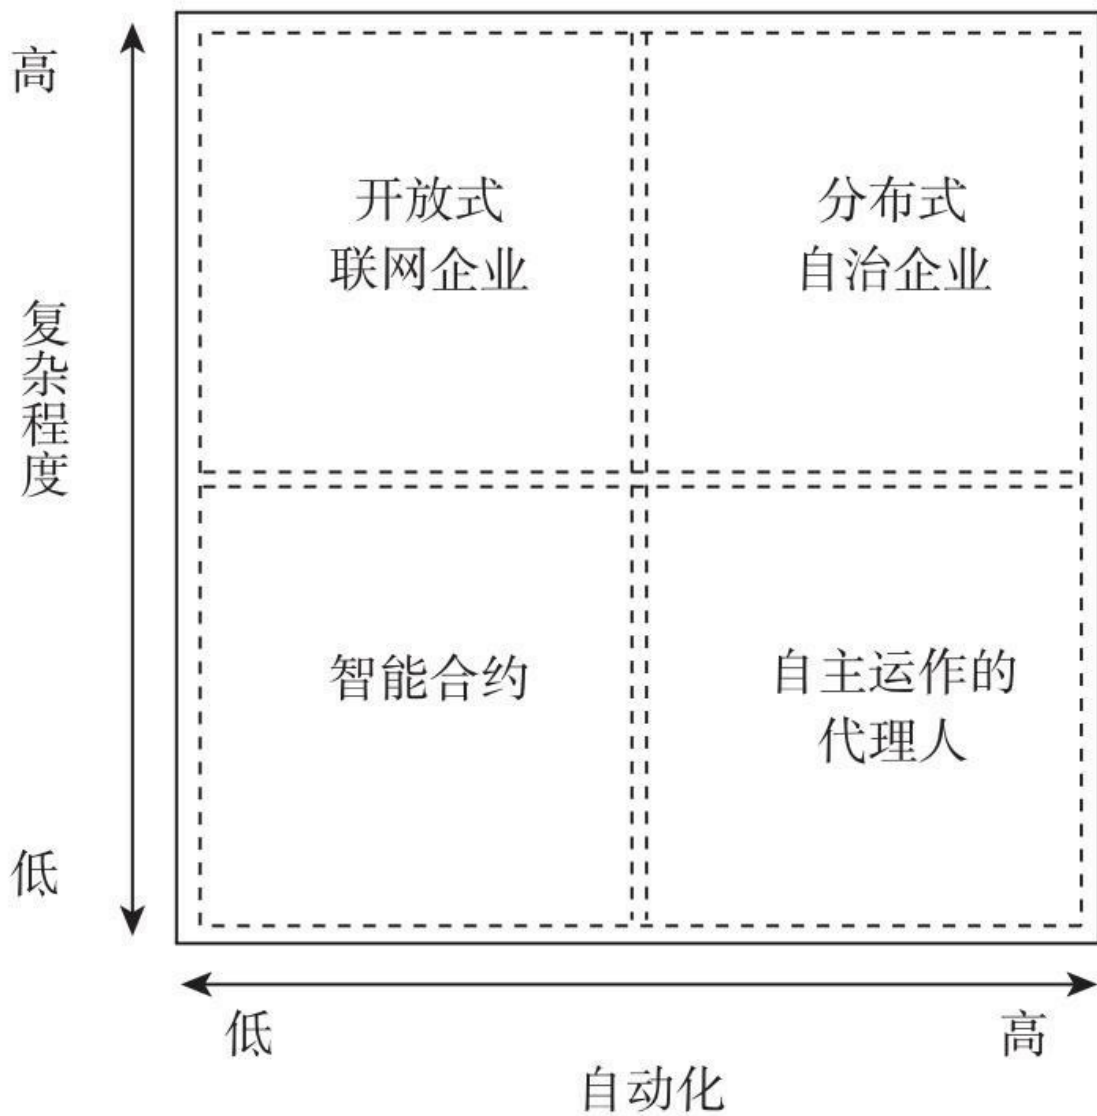 高
开放式
联网企业
分布式
自治企业
复杂程度
智能合约
自主运作的
代理人
低
低
高
自动化